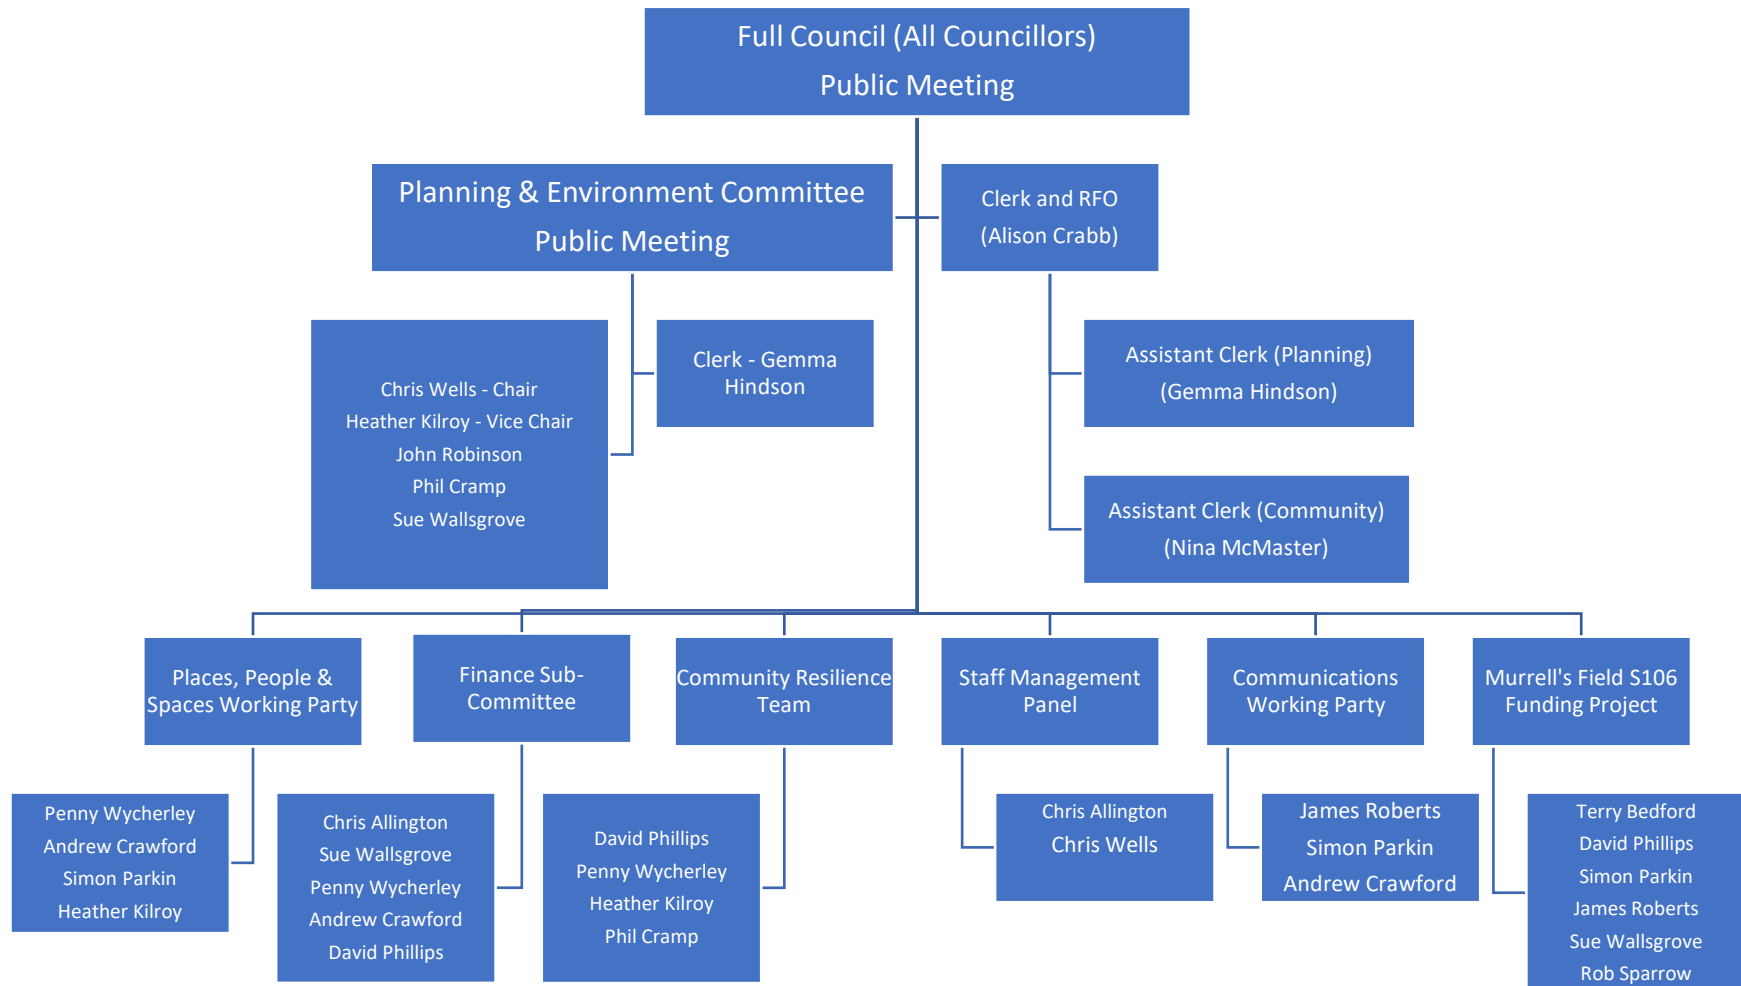 Full Council (All Councillors)
Public Meeting
Planning & Environment Committee
Public Meeting
Clerk and RFO
(Alison Crabb)
Chris Wells - Chair
Heather Kilroy - Vice Chair
John Robinson
Phil Cramp
Sue Wallsgrove
Clerk - Gemma
Hindson
Assistant Clerk (Planning)
(Gemma Hindson)
Assistant Clerk (Community)
(Nina McMaster)
Places, People &
Spaces Working Party
Finance Sub-
Committee
Community Resilience
Team
Staff Management
Panel
Communications
Working Party
Murrell's Field S106
Funding Project
Penny Wycherley
Andrew Crawford
Simon Parkin
Heather Kilroy
Chris Allington
Sue Wallsgrove
Penny Wycherley
Andrew Crawford
David Phillips
David Phillips
Penny Wycherley
Heather Kilroy
Phil Cramp
Chris Allington
Chris Wells
James Roberts
Simon Parkin
Andrew Crawford
Terry Bedford
David Phillips
Simon Parkin
James Roberts
Sue Wallsgrove
Rob Sparrow